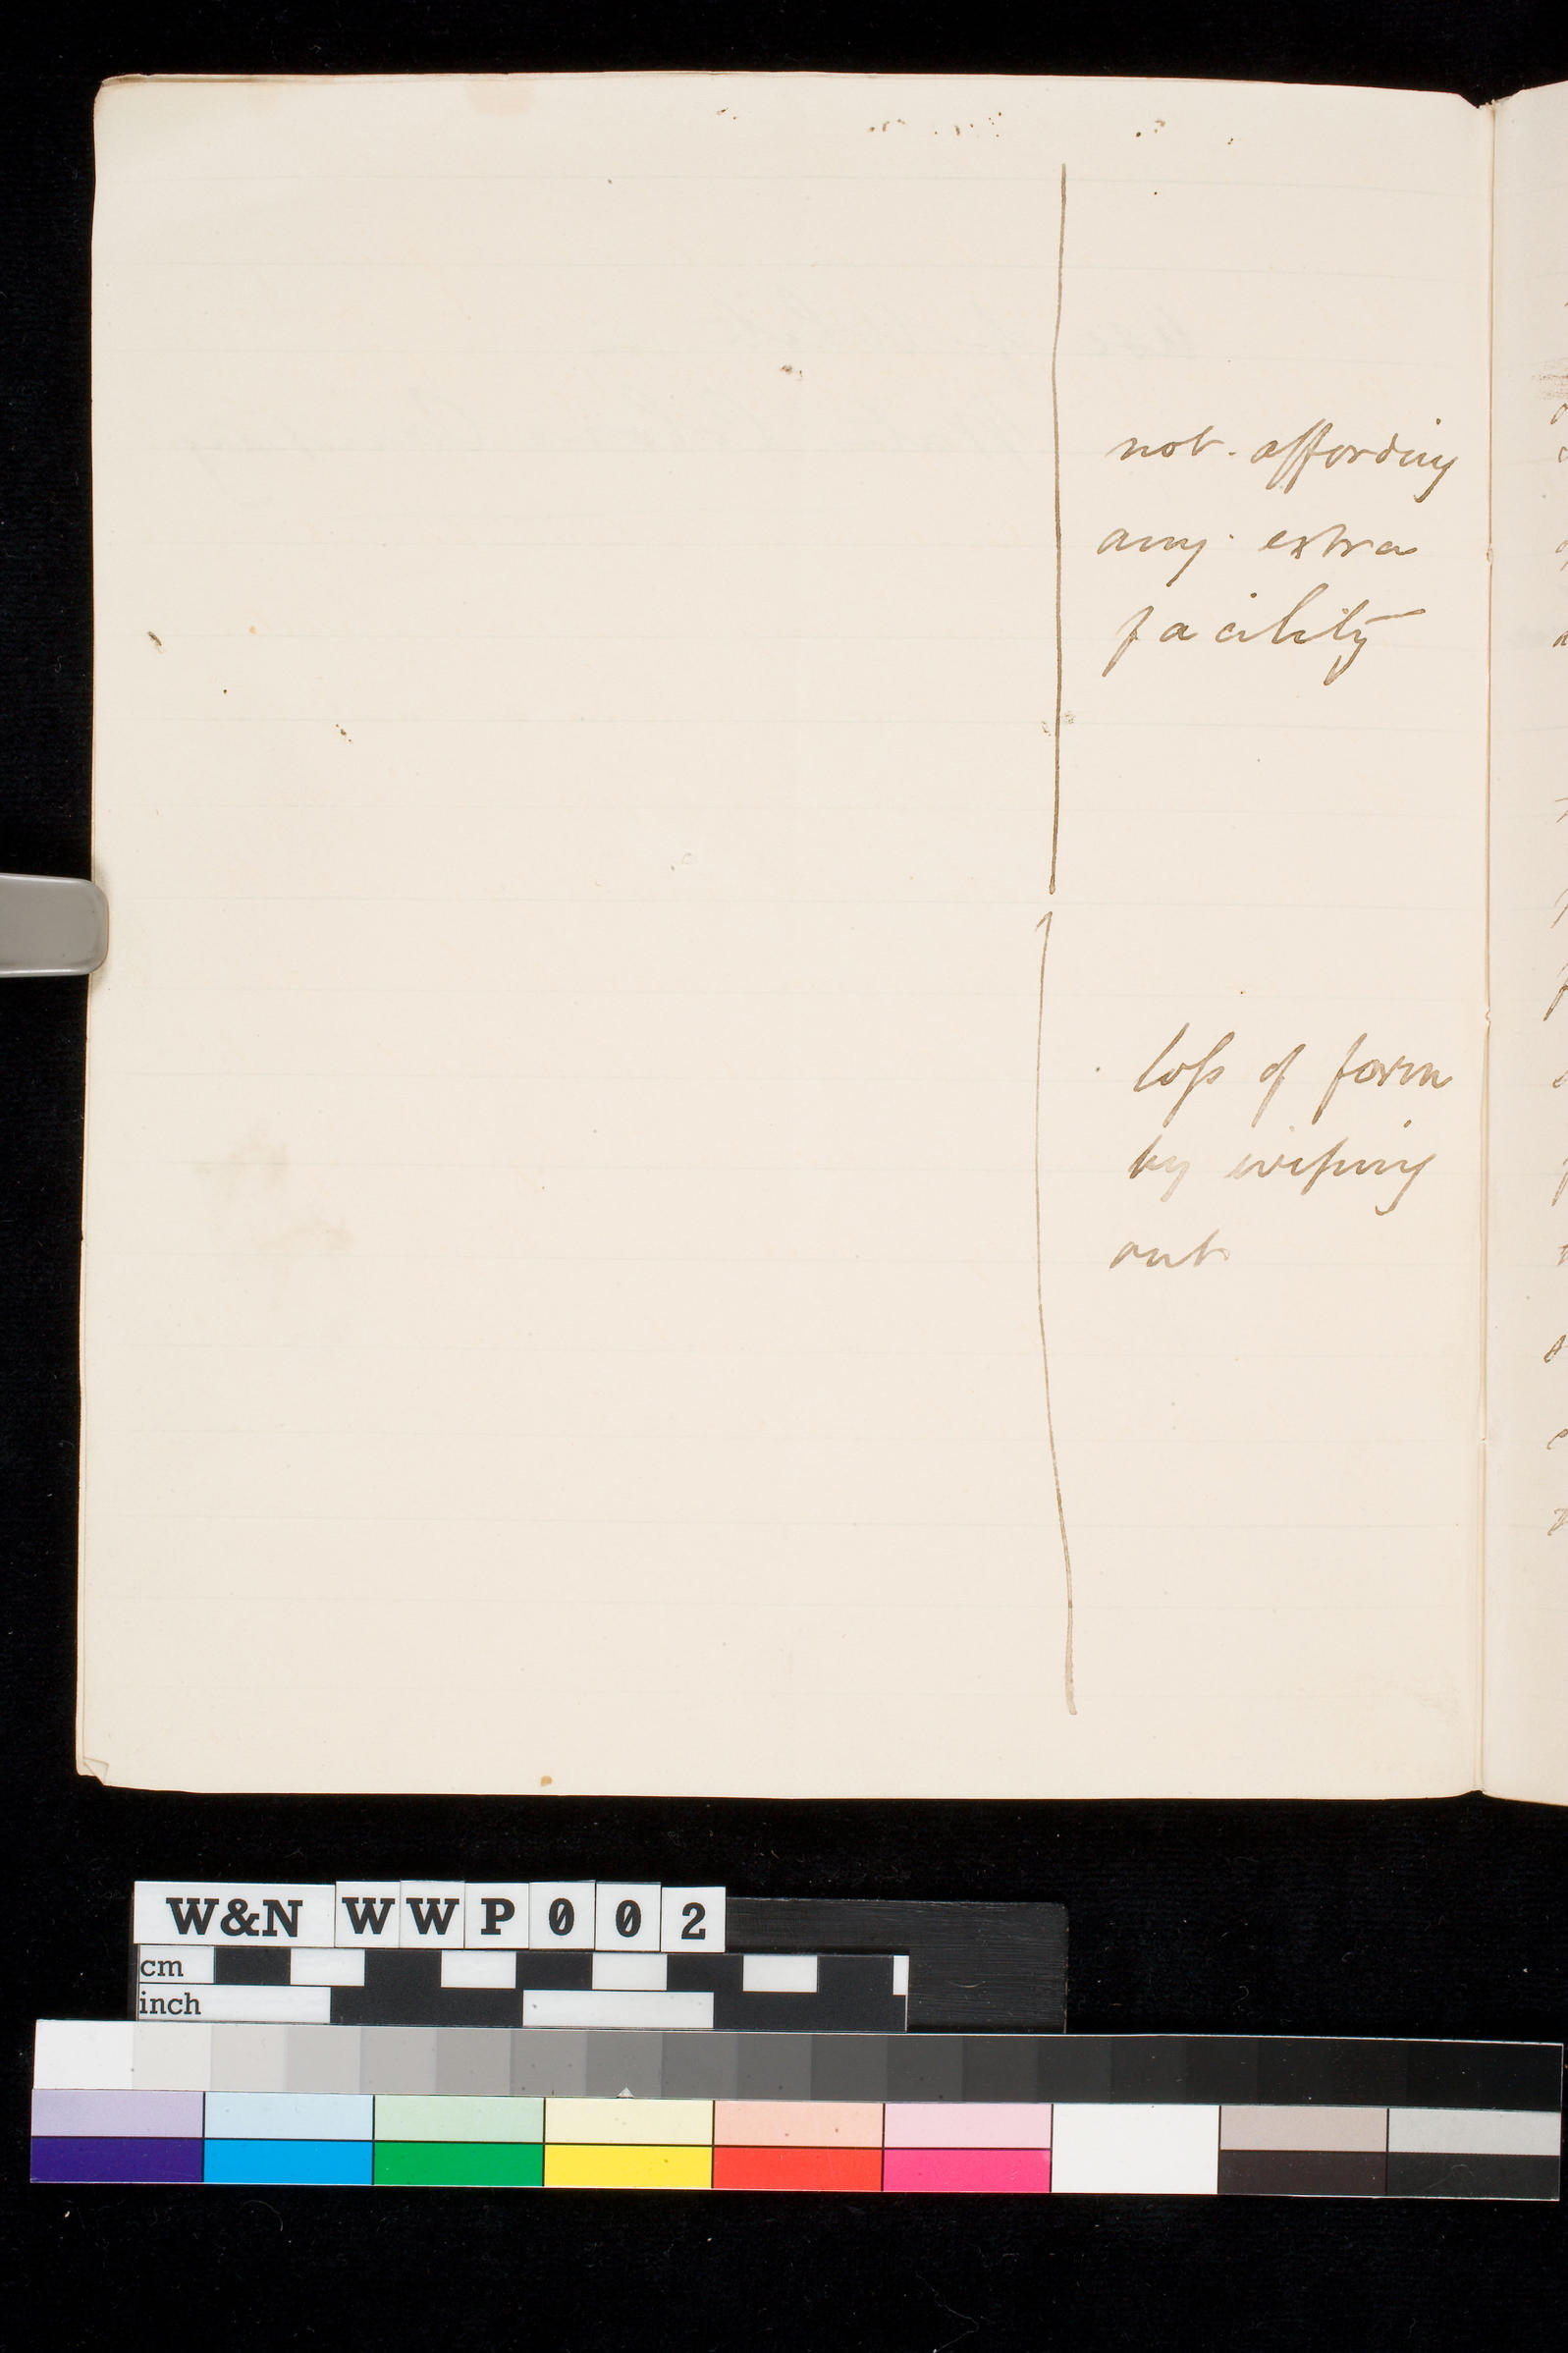 not affording
any extra
facility
loſs of form
by wiping
out
W&N WWP002
cm
inch